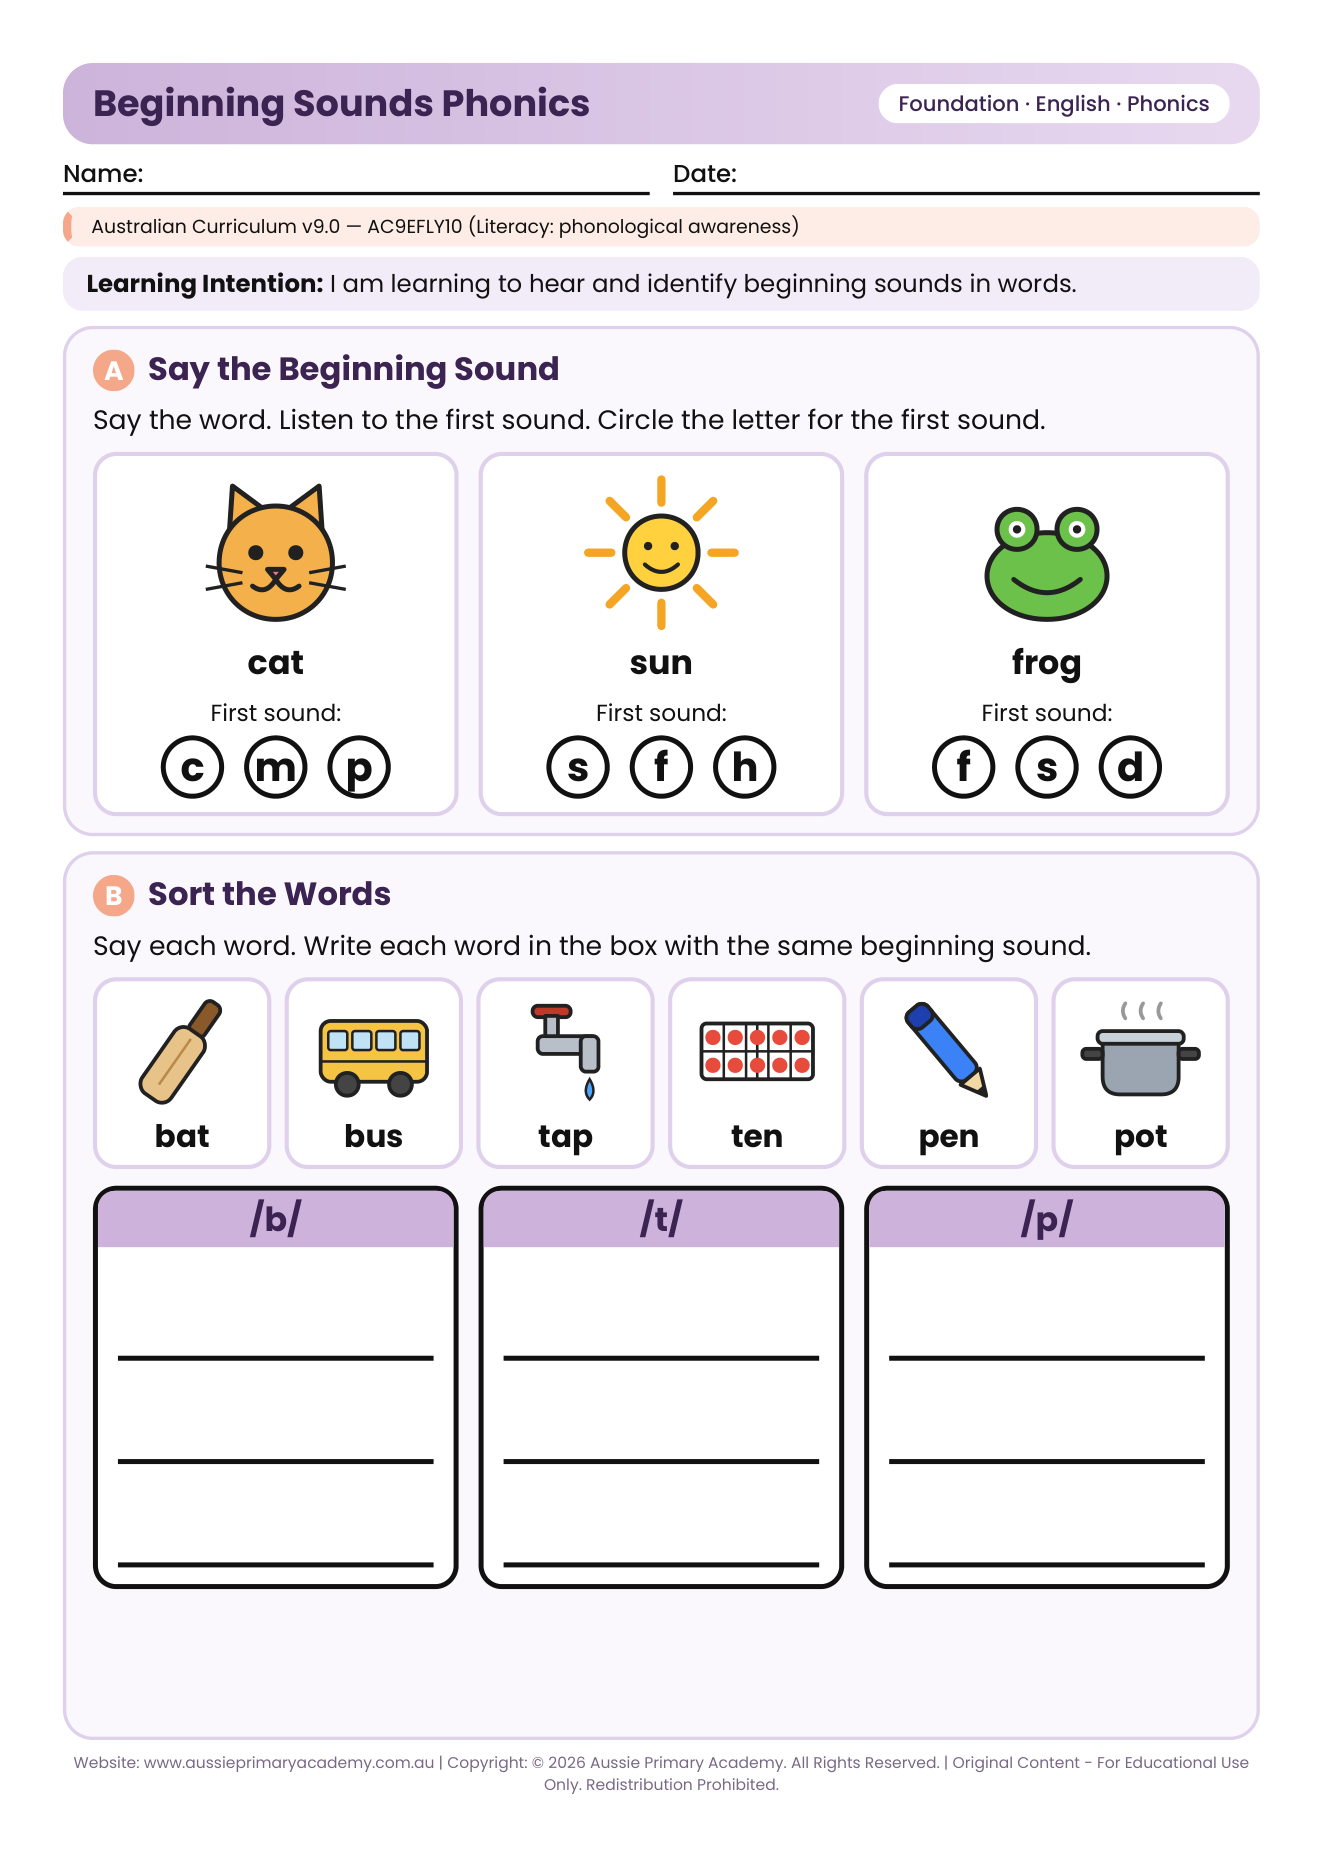 Beginning Sounds Phonics
Foundation · English · Phonics
Name:
Date:
Australian Curriculum v9.0 — AC9EFLY10 (Literacy: phonological awareness)
Learning Intention: I am learning to hear and identify beginning sounds in words.
A Say the Beginning Sound
Say the word. Listen to the first sound. Circle the letter for the first sound.
cat
First sound:
c m p
sun
First sound:
s f h
frog
First sound:
f s d
B Sort the Words
Say each word. Write each word in the box with the same beginning sound.
bat
bus
tap
ten
pen
pot
/b/
/t/
/p/
Website: www.aussieprimaryacademy.com.au | Copyright: © 2026 Aussie Primary Academy. All Rights Reserved. | Original Content - For Educational Use
Only. Redistribution Prohibited.